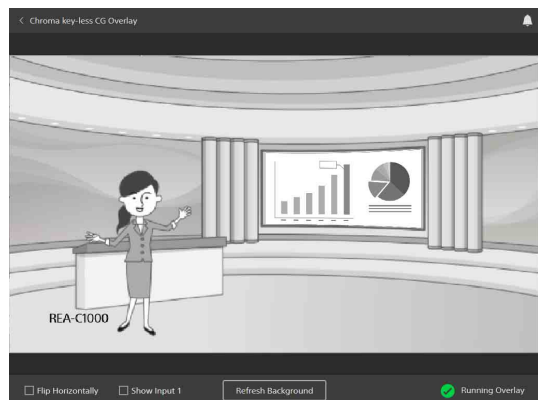 Chroma key-less CG Overlay
REA-C1000
Flip Horizontally
Show Input 1
Refresh Background
Running Overlay